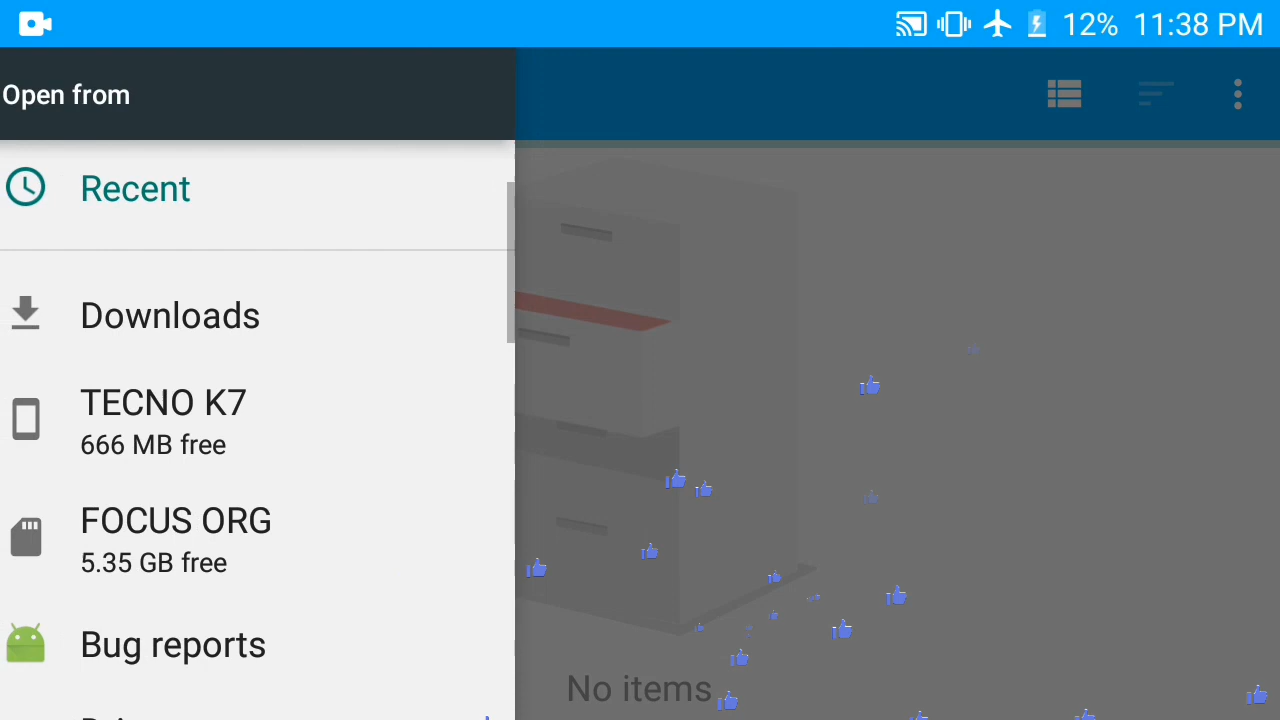 12% 11:38 PM
Open from
Recent
Downloads
TECNO K7
666 MB free
FOCUS ORG
5.35 GB free
Bug reports
No items